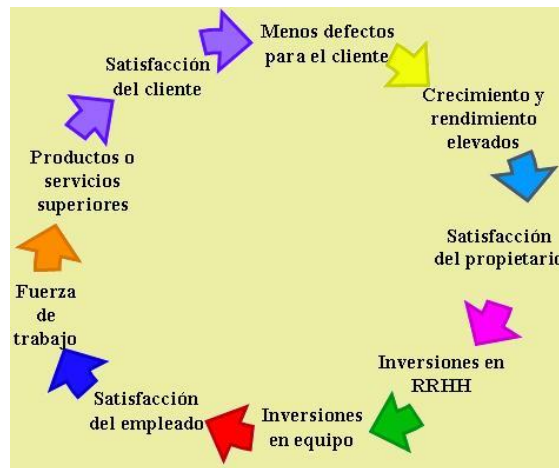 Menos defectos
para el cliente
Crecimiento y
rendimiento
elevados
Satisfacción
del propietario
Inversiones en
RRHH
Inversiones
en equipo
Satisfacción
del empleado
Fuerza
de
trabajo
Productos o
servicios
superiores
Satisfacción
del cliente